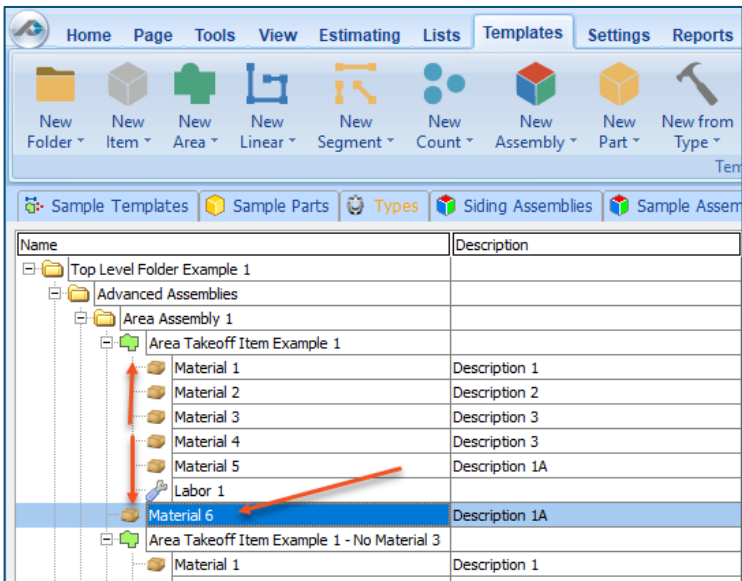 Home Page Tools View Estimating Lists Templates Settings Reports
New Folder New Item New Area New Linear New Segment New Count New Assembly New Part New from Type
Tem
Sample Templates Sample Parts Types Siding Assemblies Sample Assem
Name Description
Top Level Folder Example 1
Advanced Assemblies
Area Assembly 1
Area Takeoff Item Example 1
Material 1 Description 1
Material 2 Description 2
Material 3 Description 3
Material 4 Description 3
Material 5 Description 1A
Labor 1
Material 6 Description 1A
Area Takeoff Item Example 1 - No Material 3
Material 1 Description 1